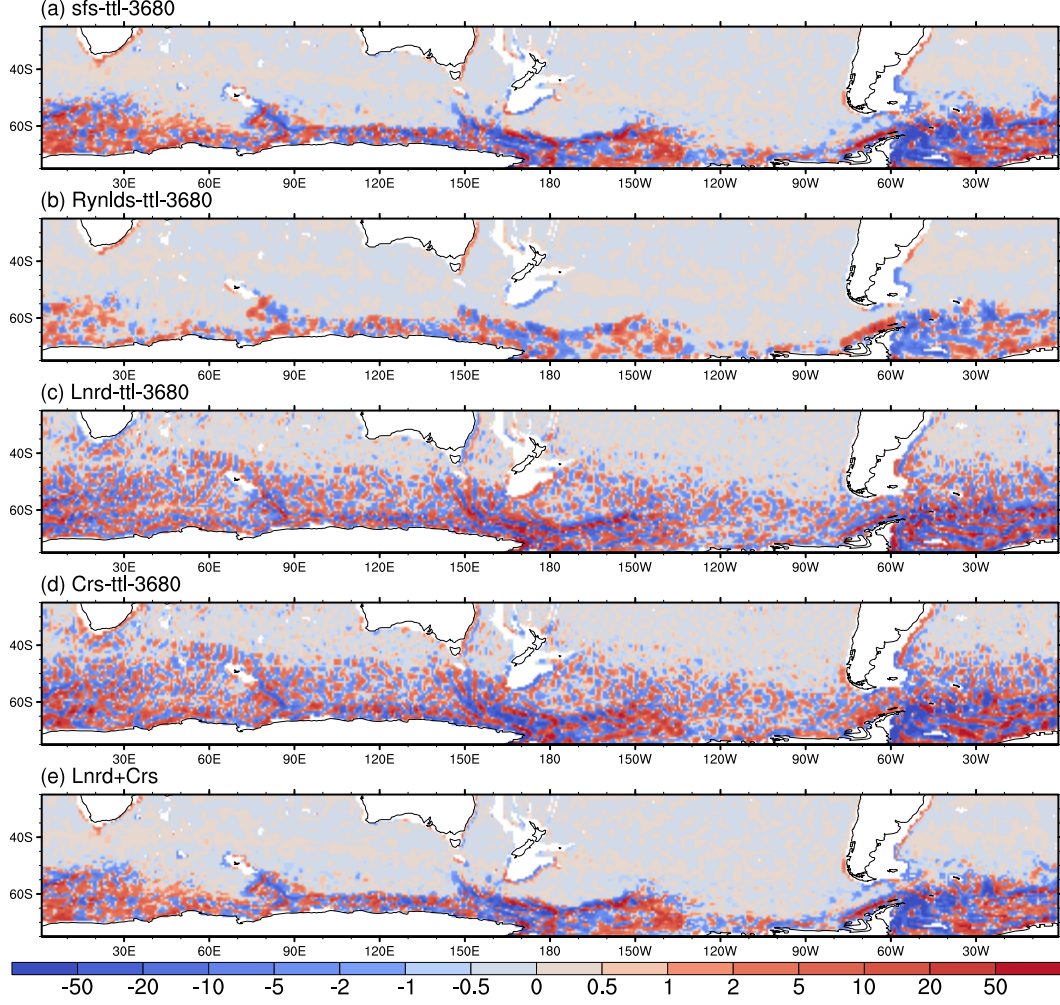 (a) sfs-ttl-3680
40S
60S
30E 60E 90E 120E 150E 180 150W 120W 90W 60W 30W
(b) Rynlds-ttl-3680
40S
60S
30E 60E 90E 120E 150E 180 150W 120W 90W 60W 30W
(c) Lnrd-ttl-3680
40S
60S
30E 60E 90E 120E 150E 180 150W 120W 90W 60W 30W
(d) Crs-ttl-3680
40S
60S
30E 60E 90E 120E 150E 180 150W 120W 90W 60W 30W
(e) Lnrd+Crs
40S
60S
30E 60E 90E 120E 150E 180 150W 120W 90W 60W 30W
-50 -20 -10 -5 -2 -1 -0.5 0 0.5 1 2 5 10 20 50